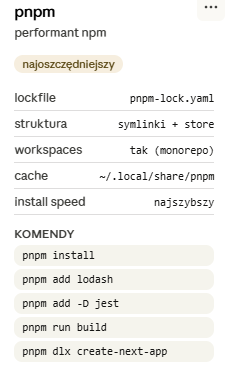 pnpm
performant npm
najoszczędniejszy
lockfile pnpm-lock.yaml
struktura symlinki + store
workspaces tak (monorepo)
cache ~/.local/share/pnpm
install speed najszybszy
KOMENDY
pnpm install
pnpm add lodash
pnpm add -D jest
pnpm run build
pnpm dlx create-next-app